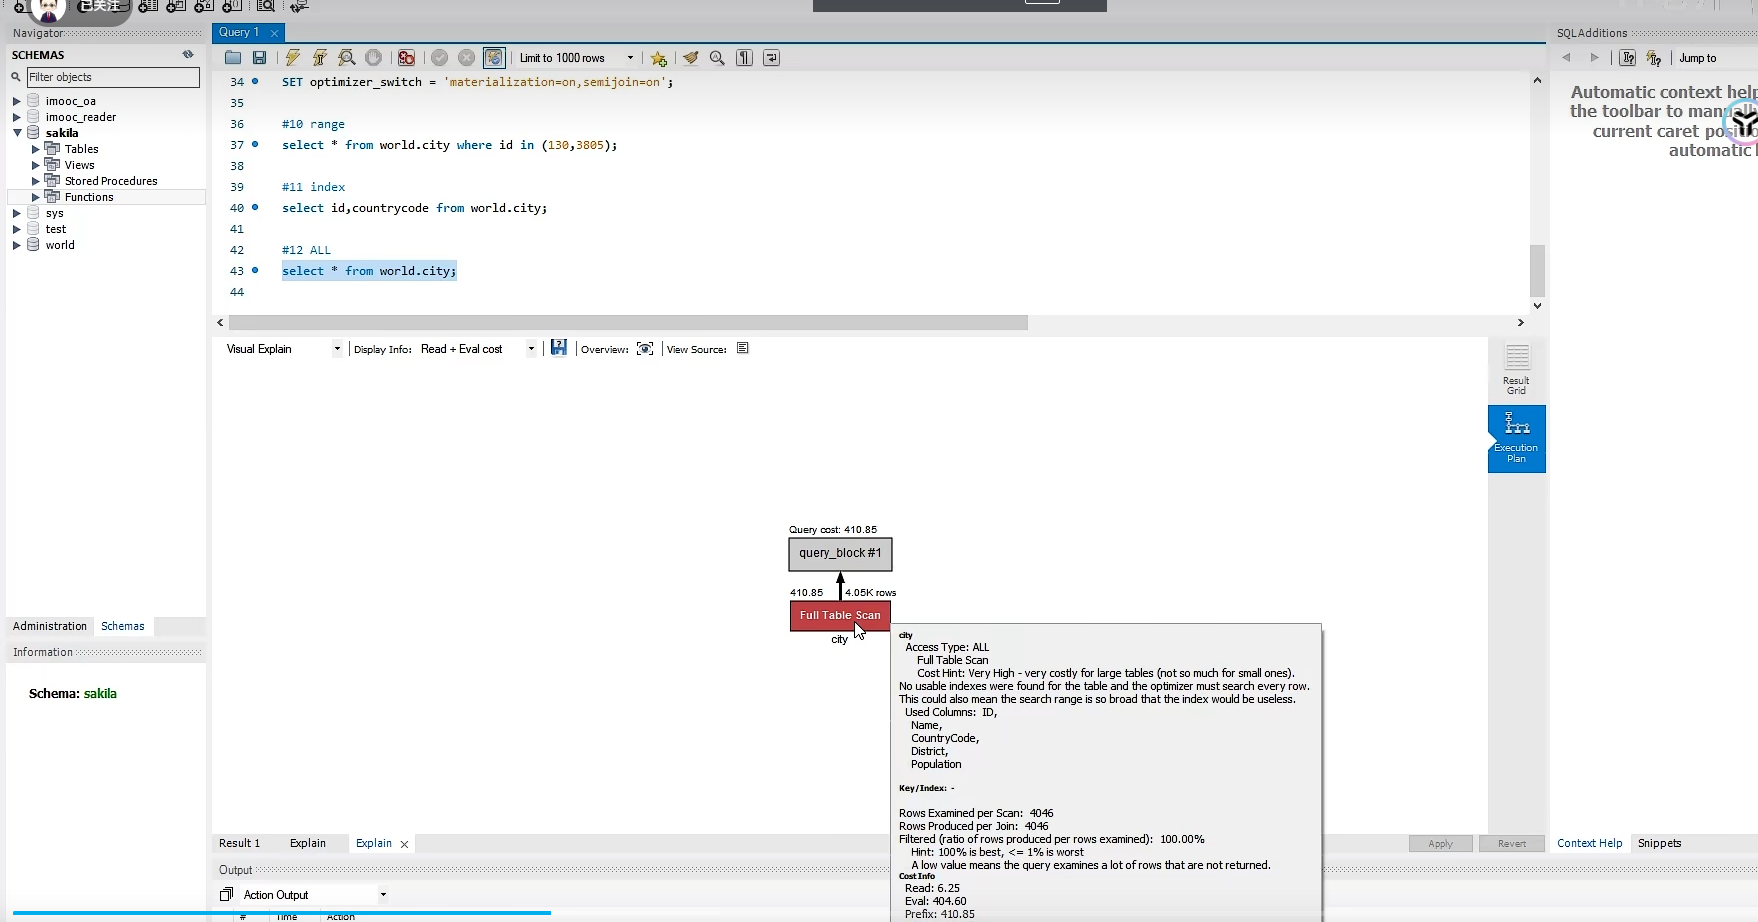 已关注
Navigator
SCHEMAS
Filter objects
imooc_oa
imooc_reader
sakila
Tables
Views
Stored Procedures
Functions
sys
test
world
Administration
Schemas
Information
Schema: sakila
Query 1
Limit to 1000 rows
34 SET optimizer_switch = 'materialization=on,semijoin=on';
35
36 #10 range
37 select * from world.city where id in (130,3805);
38
39 #11 index
40 select id,countrycode from world.city;
41
42 #12 ALL
43 select * from world.city;
44
Visual Explain
Display Info: Read + Eval cost
Overview:
View Source:
Result
Grid
Execution
Plan
Query cost: 410.85
query_block #1
410.85
4.05K rows
Full Table Scan
city
city
Access Type: ALL
Full Table Scan
Cost Hint: Very High - very costly for large tables (not so much for small ones).
No usable indexes were found for the table and the optimizer must search every row.
This could also mean the search range is so broad that the index would be useless.
Used Columns: ID,
Name,
CountryCode,
District,
Population
Key/Index: -
Rows Examined per Scan: 4046
Rows Produced per Join: 4046
Filtered (ratio of rows produced per rows examined): 100.00%
Hint: 100% is best, <= 1% is worst
A low value means the query examines a lot of rows that are not returned.
Cost Info
Read: 6.25
Eval: 404.60
Prefix: 410.85
Result 1
Explain
Explain
Apply
Revert
Output
Action Output
# Time Action
SQLAdditions
Jump to
Automatic context help
the toolbar to
current caret
automatic
Context Help
Snippets